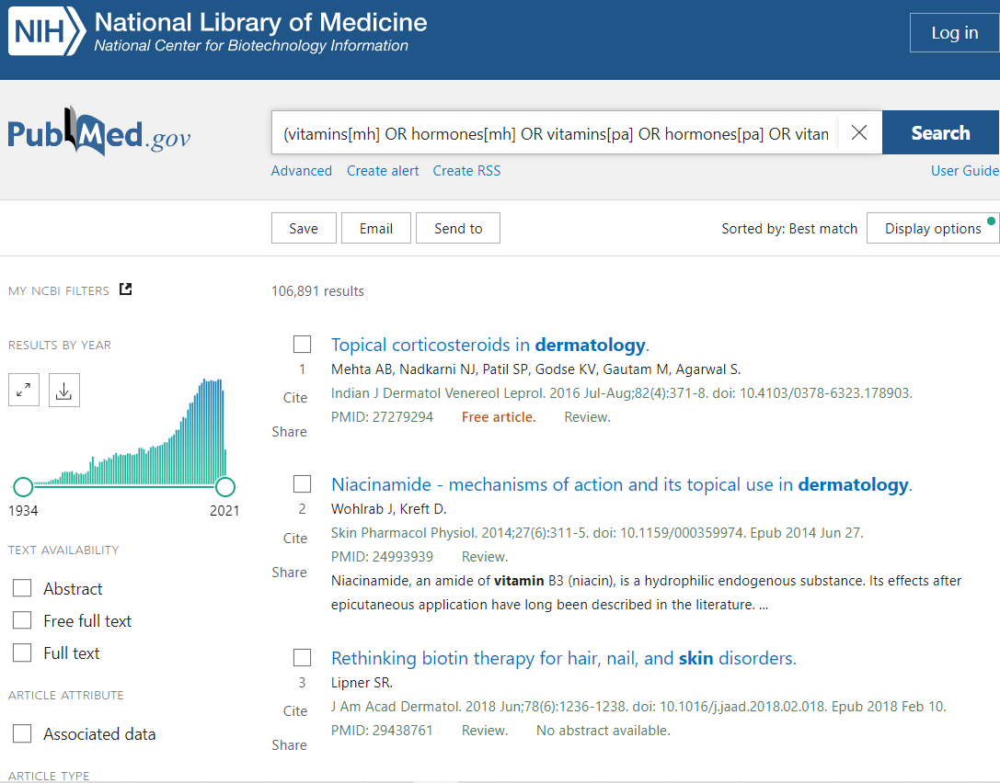 NIH
National Library of Medicine
National Center for Biotechnology Information
Log in
PubMed.gov
(vitamins[mh] OR hormones[mh] OR vitamins[pa] OR hormones[pa] OR vitan
Search
Advanced Create alert Create RSS
User Guide
Save Email Send to
Sorted by: Best match
Display options
MY NCBI FILTERS
106,891 results
RESULTS BY YEAR
1934 2021
TEXT AVAILABILITY
Abstract
Free full text
Full text
ARTICLE ATTRIBUTE
Associated data
ARTICLE TYPE
Topical corticosteroids in dermatology.
1
Mehta AB, Nadkarni NJ, Patil SP, Godse KV, Gautam M, Agarwal S.
Cite
Indian J Dermatol Venereol Leprol. 2016 Jul-Aug;82(4):371-8. doi: 10.4103/0378-6323.178903.
PMID: 27279294 Free article. Review.
Share
Niacinamide - mechanisms of action and its topical use in dermatology.
2
Wohlrab J, Kreft D.
Cite
Skin Pharmacol Physiol. 2014;27(6):311-5. doi: 10.1159/000359974. Epub 2014 Jun 27.
PMID: 24993939 Review.
Share
Niacinamide, an amide of vitamin B3 (niacin), is a hydrophilic endogenous substance. Its effects after
epicutaneous application have long been described in the literature. ...
Rethinking biotin therapy for hair, nail, and skin disorders.
3
Lipner SR.
Cite
J Am Acad Dermatol. 2018 Jun;78(6):1236-1238. doi: 10.1016/j.jaad.2018.02.018. Epub 2018 Feb 10.
PMID: 29438761 Review. No abstract available.
Share